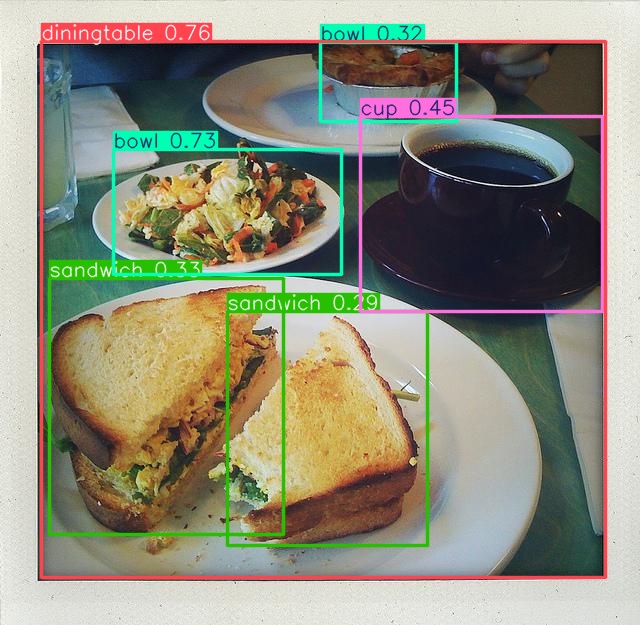 diningtable 0.76
bowl 0.32
cup 0.45
bowl 0.73
sandwich 0.33
sandwich 0.29